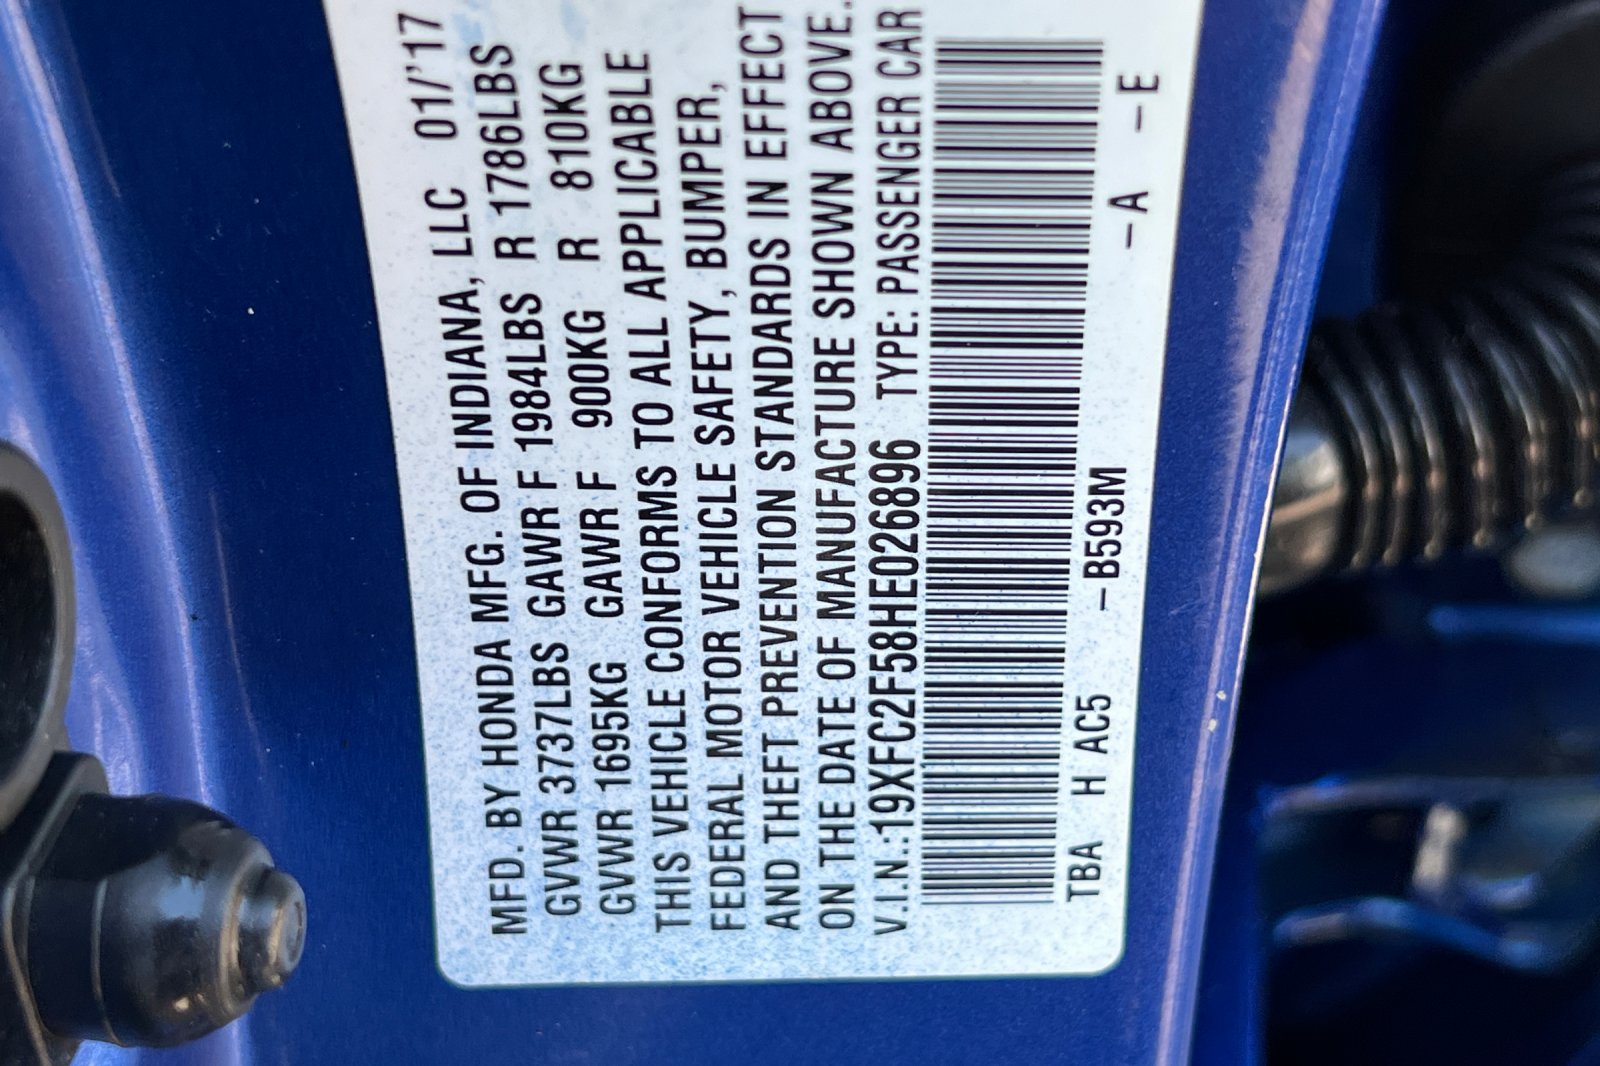 MFD. BY HONDA MFG. OF INDIANA, LLC 01/'17
GVWR 3737LBS GAWR F 1984LBS R 1786LBS
GVWR 1695KG GAWR F 900KG R 810KG
THIS VEHICLE CONFORMS TO ALL APPLICABLE
FEDERAL MOTOR VEHICLE SAFETY, BUMPER,
AND THEFT PREVENTION STANDARDS IN EFFECT
ON THE DATE OF MANUFACTURE SHOWN ABOVE.
V.I.N.:19XFC2F58HE026896 TYPE: PASSENGER CAR
TBA H AC5 –B593M –A –E